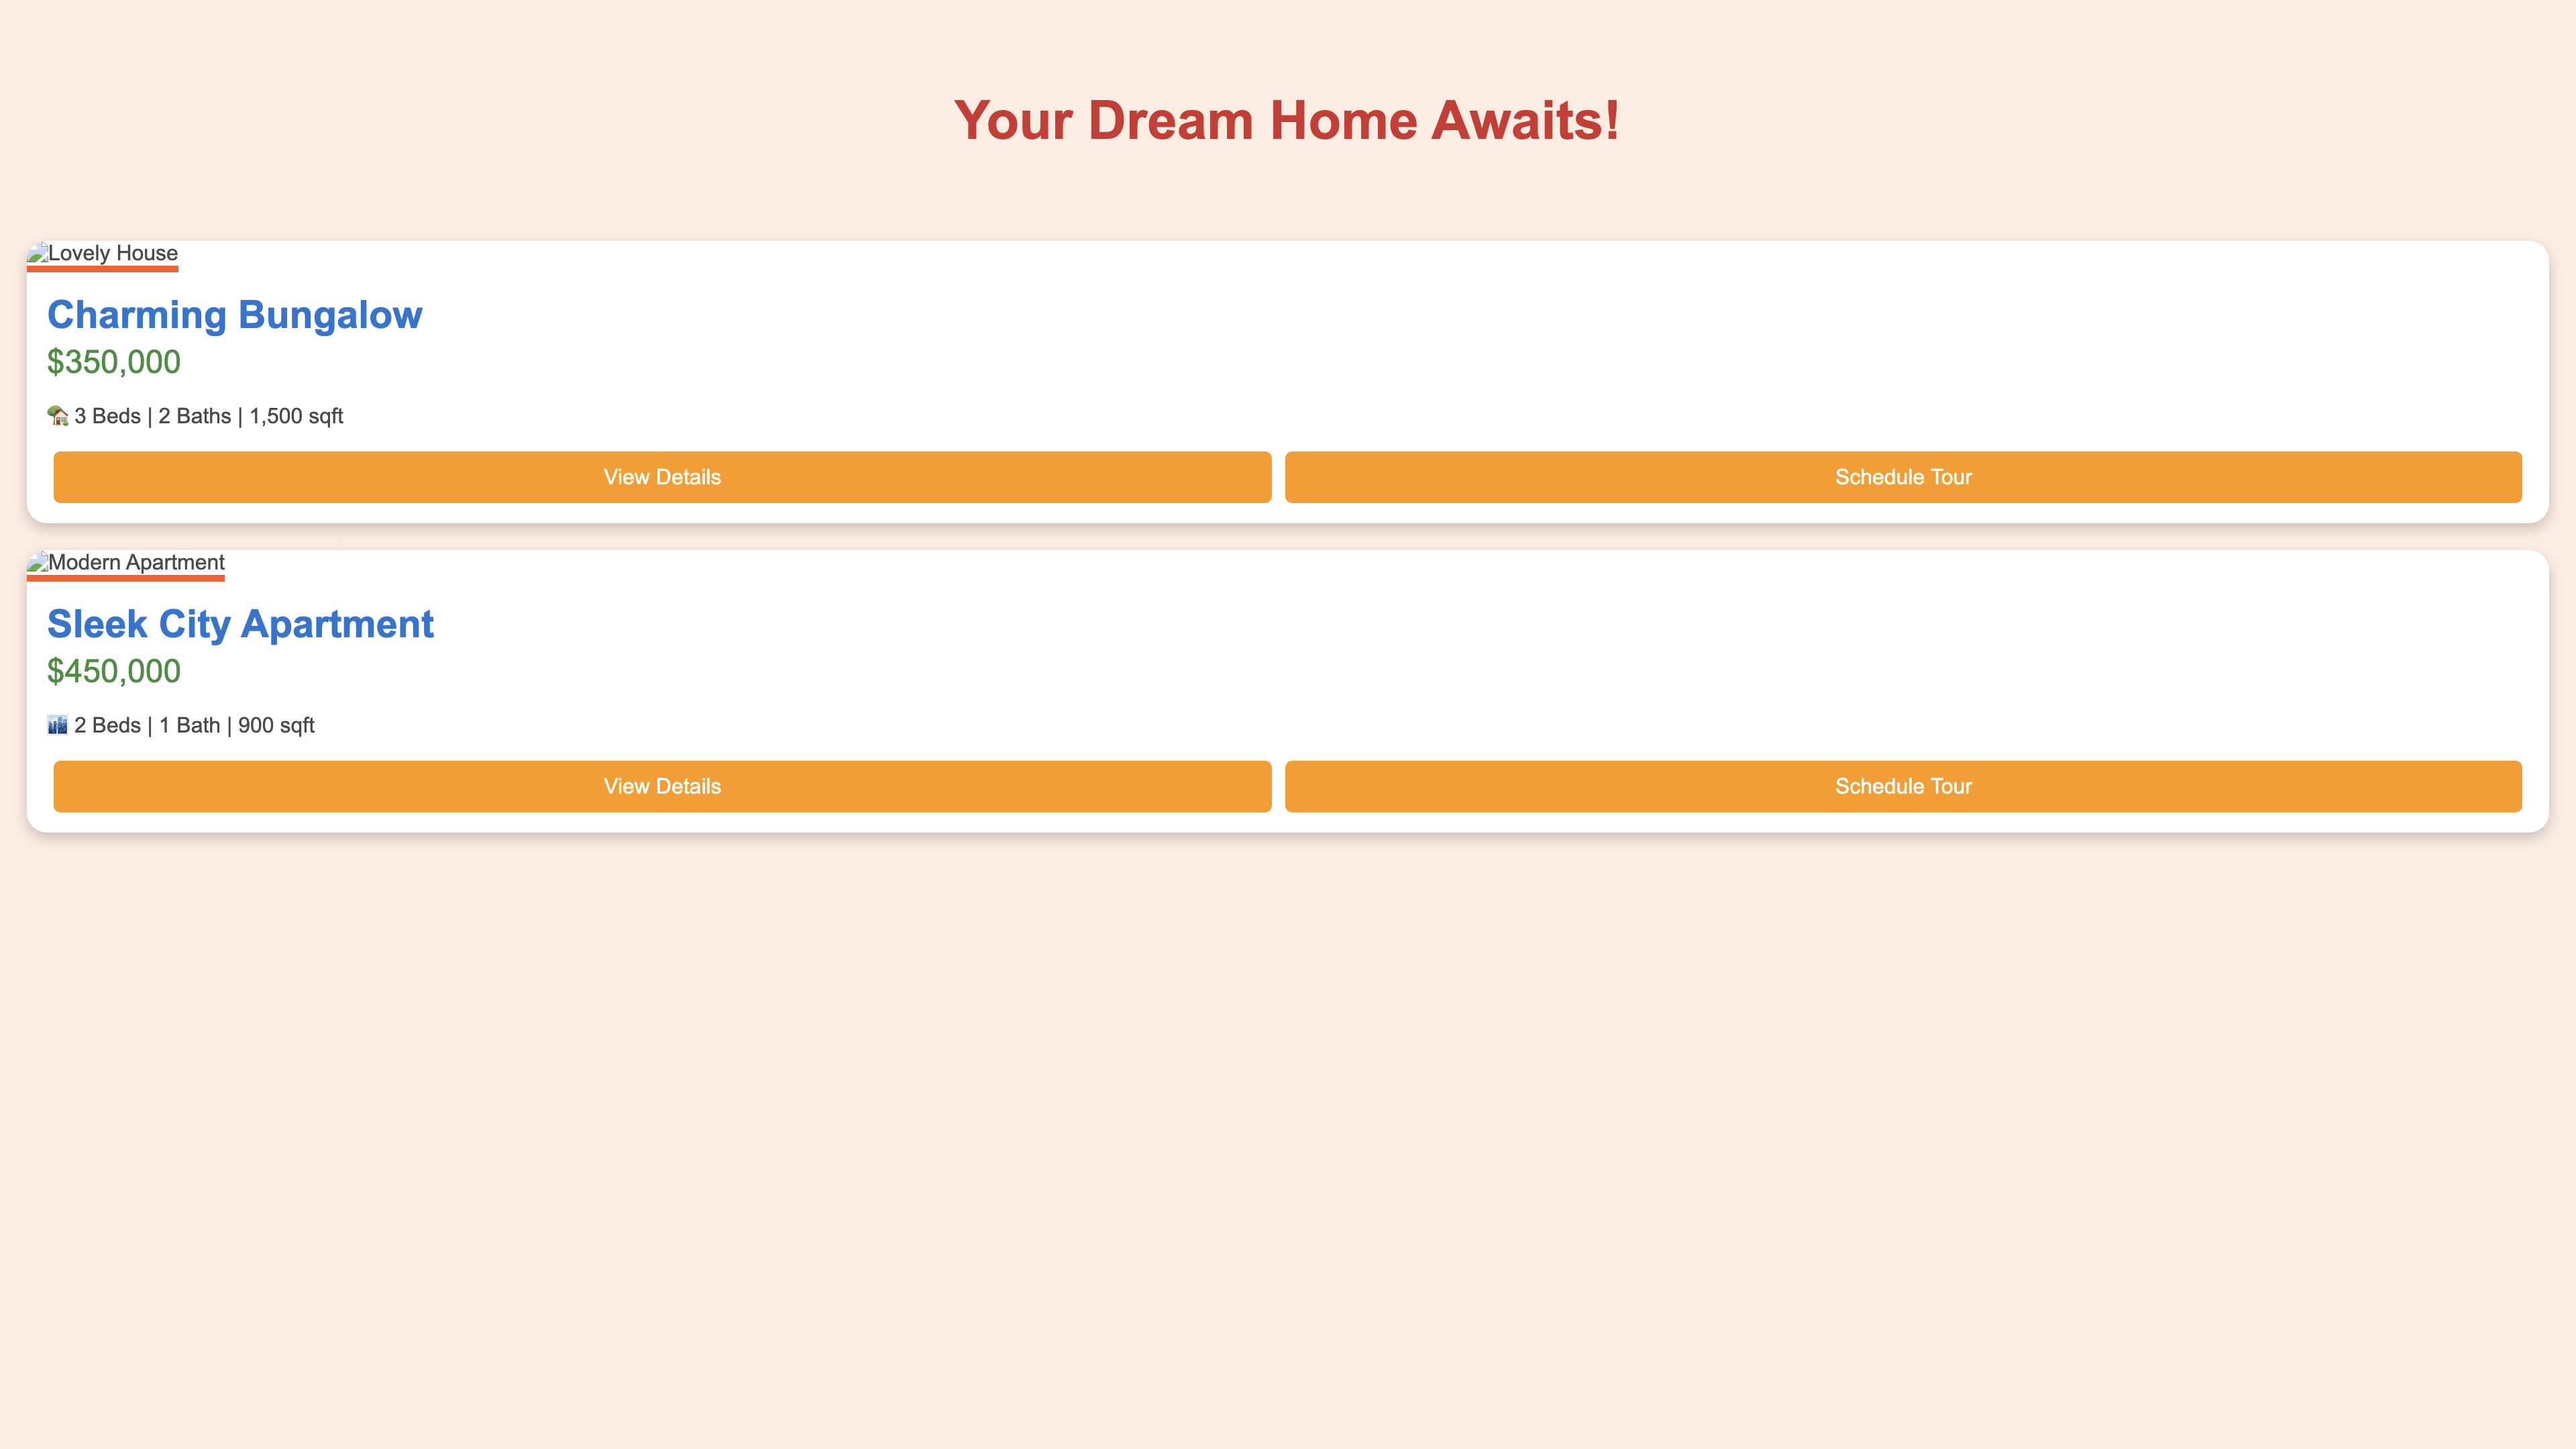 Your Dream Home Awaits!
Lovely House
Charming Bungalow
$350,000
🏡 3 Beds | 2 Baths | 1,500 sqft
View Details
Schedule Tour
Modern Apartment
Sleek City Apartment
$450,000
🏙️ 2 Beds | 1 Bath | 900 sqft
View Details
Schedule Tour